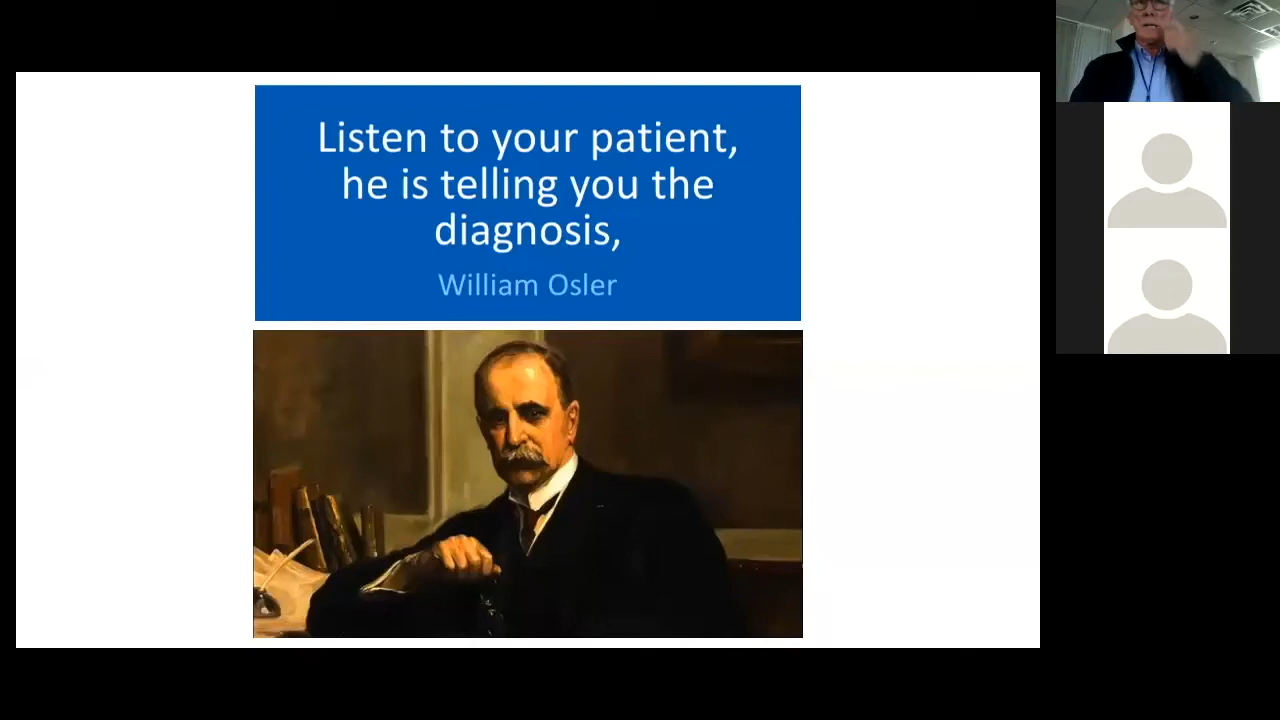 Listen to your patient,
he is telling you the
diagnosis,
William Osler